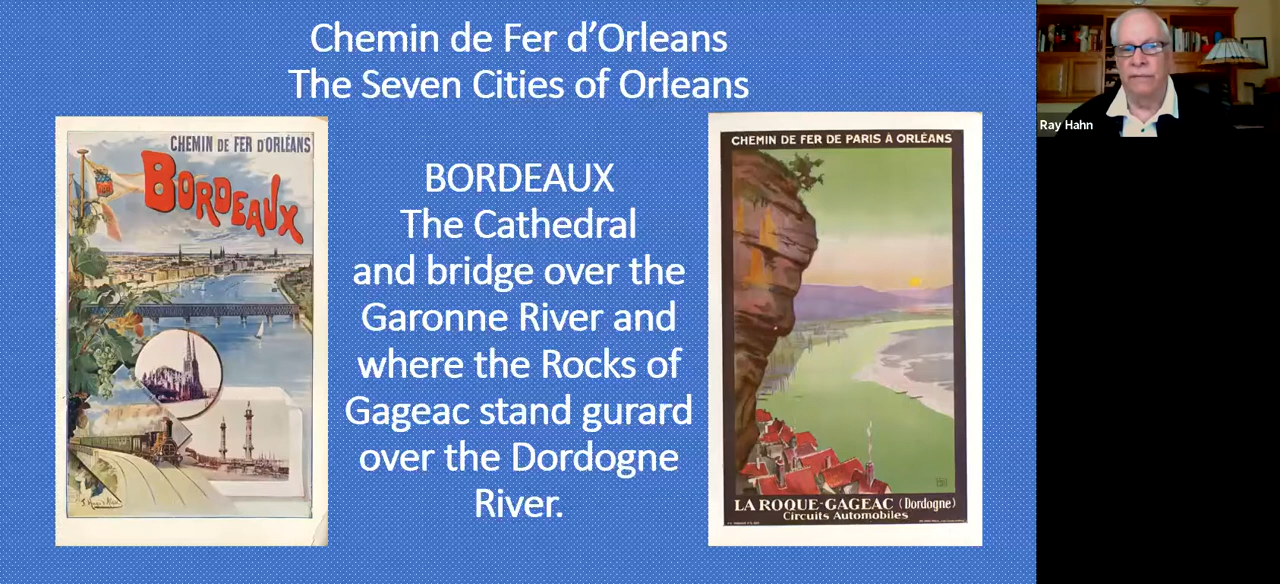 Chemin de Fer d’Orleans
The Seven Cities of Orleans
CHEMIN DE FER D'ORLÉANS
BORDEAUX
BORDEAUX
The Cathedral
and bridge over the
Garonne River and
where the Rocks of
Gageac stand gurard
over the Dordogne
River.
CHEMIN DE FER DE PARIS À ORLÉANS
LA ROQUE-GAGEAC (Dordogne)
Circuits Automobiles
Ray Hahn